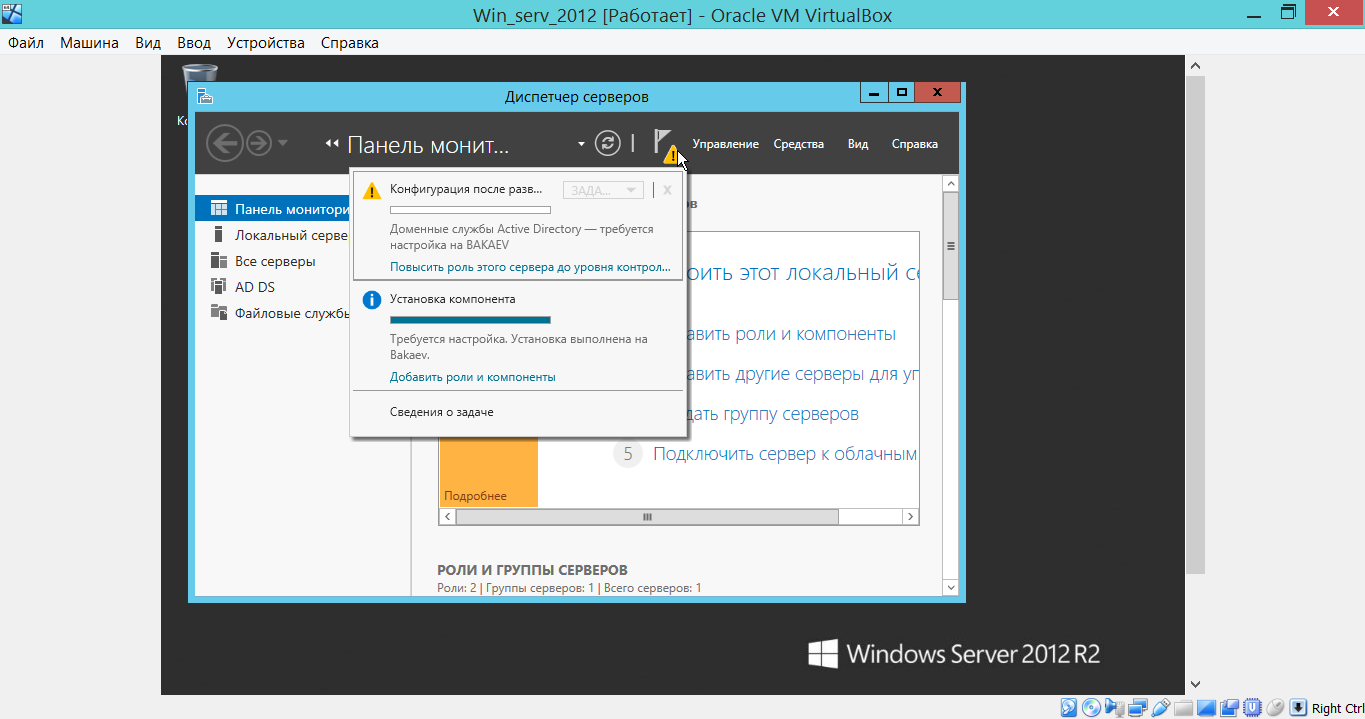 Win_serv_2012 [Работает] - Oracle VM VirtualBox
Файл Машина Вид Ввод Устройства Справка
Диспетчер серверов
Панель монит...
Управление Средства Вид Справка
Панель монитори
Локальный серве
Все серверы
AD DS
Файловые службы
Конфигурация после разв...
ЗАДА...
X
Доменные службы Active Directory — требуется
настройка на BAKAEV
Повысить роль этого сервера до уровня контрол...
Установка компонента
Требуется настройка. Установка выполнена на
Bakaev.
Добавить роли и компоненты
Сведения о задаче
ов
оить этот локальный се
авить роли и компоненты
авить другие серверы для уп
дать группу серверов
5 Подключить сервер к облачным
Подробнее
РОЛИ И ГРУППЫ СЕРВЕРОВ
Роли: 2 | Группы серверов: 1 | Всего серверов: 1
Windows Server 2012 R2
Right Ctrl